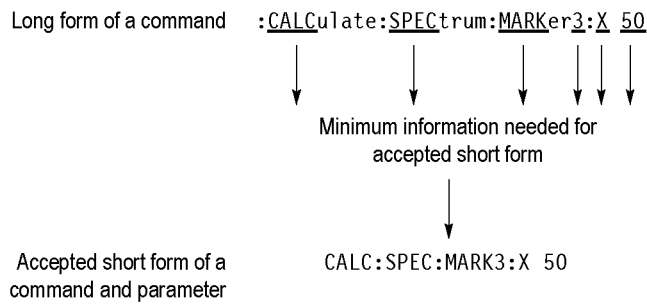 Long form of a command :CALCulate:SPECtrum:MARKer3:X 50
Minimum information needed for
accepted short form
Accepted short form of a
command and parameter
CALC:SPEC:MARK3:X 50